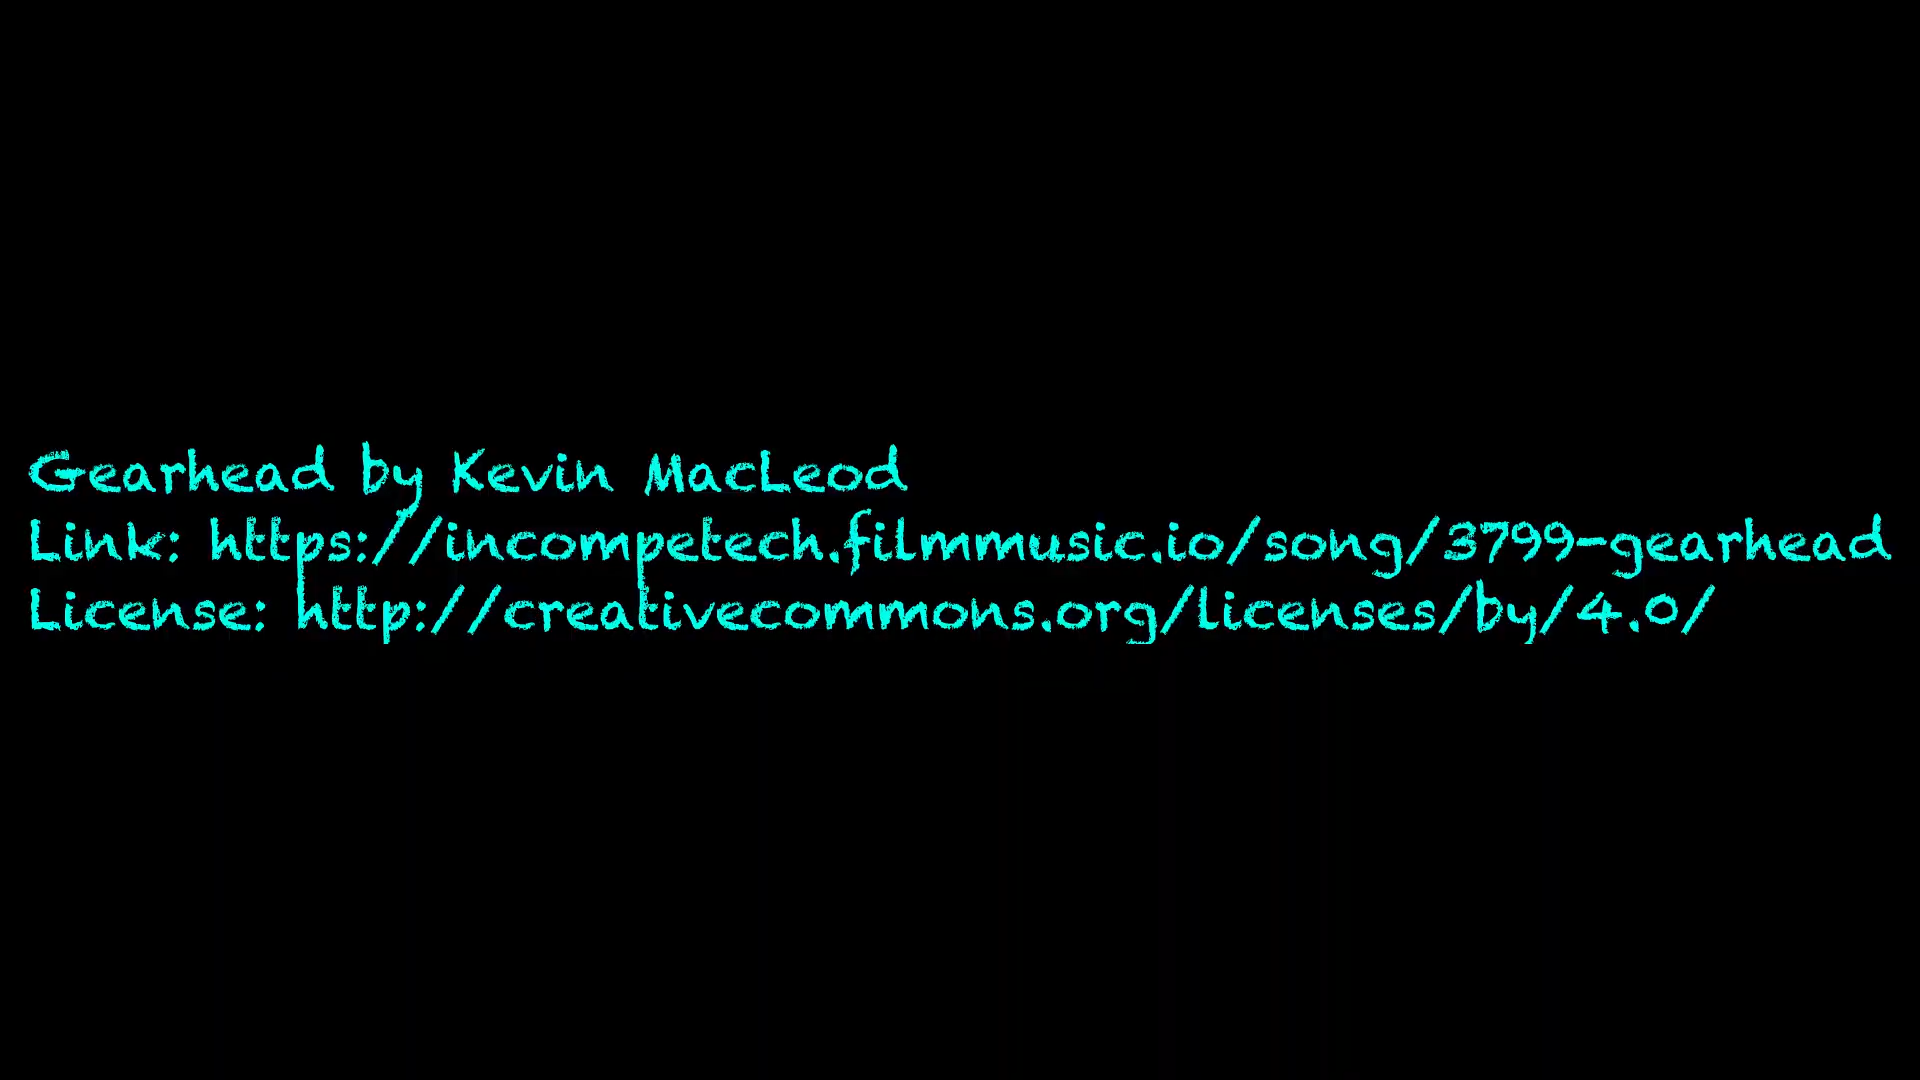 Gearhead by Kevin MacLeod
Link: https://incompetech.filmmusic.io/song/3799-gearhead
License: http://creativecommons.org/licenses/by/4.0/